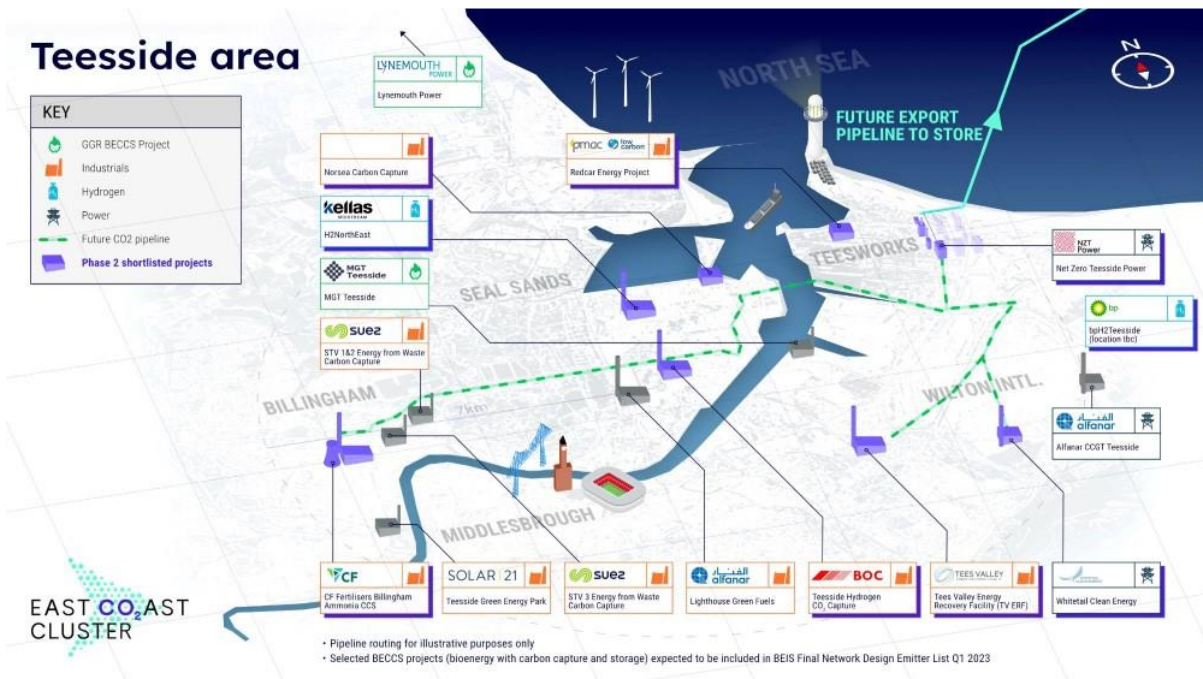 Teesside area
KEY
GGR BECCS Project
Industrials
Hydrogen
Power
Future CO2 pipeline
Phase 2 shortlisted projects
LYNEMOUTH
POWER
Lynemouth Power
NORTH SEA
N
FUTURE EXPORT
PIPELINE TO STORE
Norsea Carbon Capture
pmac low carbon
Redcar Energy Project
Kellas
MIDSTREAM
H₂
H2NorthEast
MGT
Teesside
MGT Teesside
SEAL SANDS
TEESWORKS
NZT
Power
Net Zero Teesside Power
suez
STV 1&2 Energy from Waste
Carbon Capture
bp
H₂
bpH2Teesside
(location tbc)
BILLINGHAM
7km
WILTON INTL.
الفنار
alfanar
Alfanar CCGT Teesside
MIDDLESBROUGH
CF
CF Fertilisers Billingham
Ammonia CCS
SOLAR 21
Teesside Green Energy Park
suez
STV 3 Energy from Waste
Carbon Capture
الفنار
alfanar
Lighthouse Green Fuels
BOC
Teesside Hydrogen
CO₂ Capture
TEES VALLEY
Tees Valley Energy
Recovery Facility (TV ERF)
Whitetail Clean Energy
EAST CO₂AST
CLUSTER
• Pipeline routing for illustrative purposes only
• Selected BECCS projects (bioenergy with carbon capture and storage) expected to be included in BEIS Final Network Design Emitter List Q1 2023